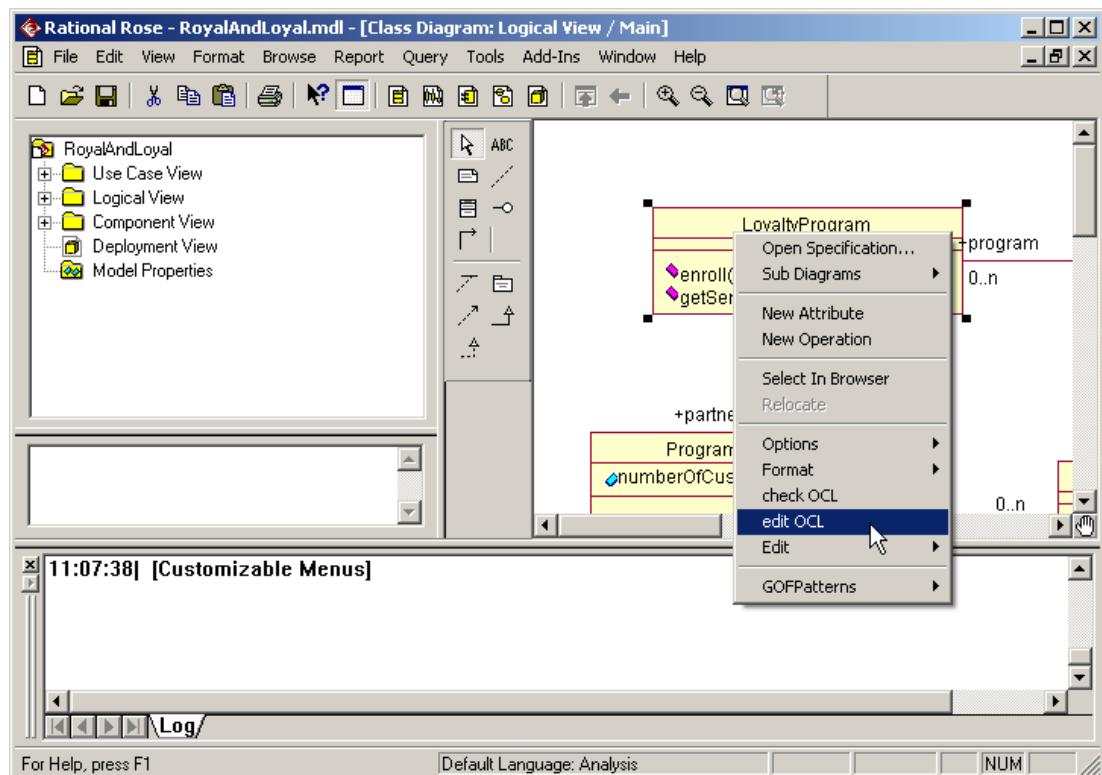 Rational Rose - RoyalAndLoyal.mdl - [Class Diagram: Logical View / Main]
File Edit View Format Browse Report Query Tools Add-Ins Window Help
RoyalAndLoyal
Use Case View
Logical View
Component View
Deployment View
Model Properties
ABC
LoyaltyProgram
+program
0..n
enroll(
getSer
Open Specification...
Sub Diagrams
New Attribute
New Operation
Select In Browser
Relocate
Options
Format
check OCL
edit OCL
Edit
GOFPatterns
+partne
Program
numberOfCus
0..n
11:07:38| [Customizable Menus]
Log
For Help, press F1
Default Language: Analysis
NUM